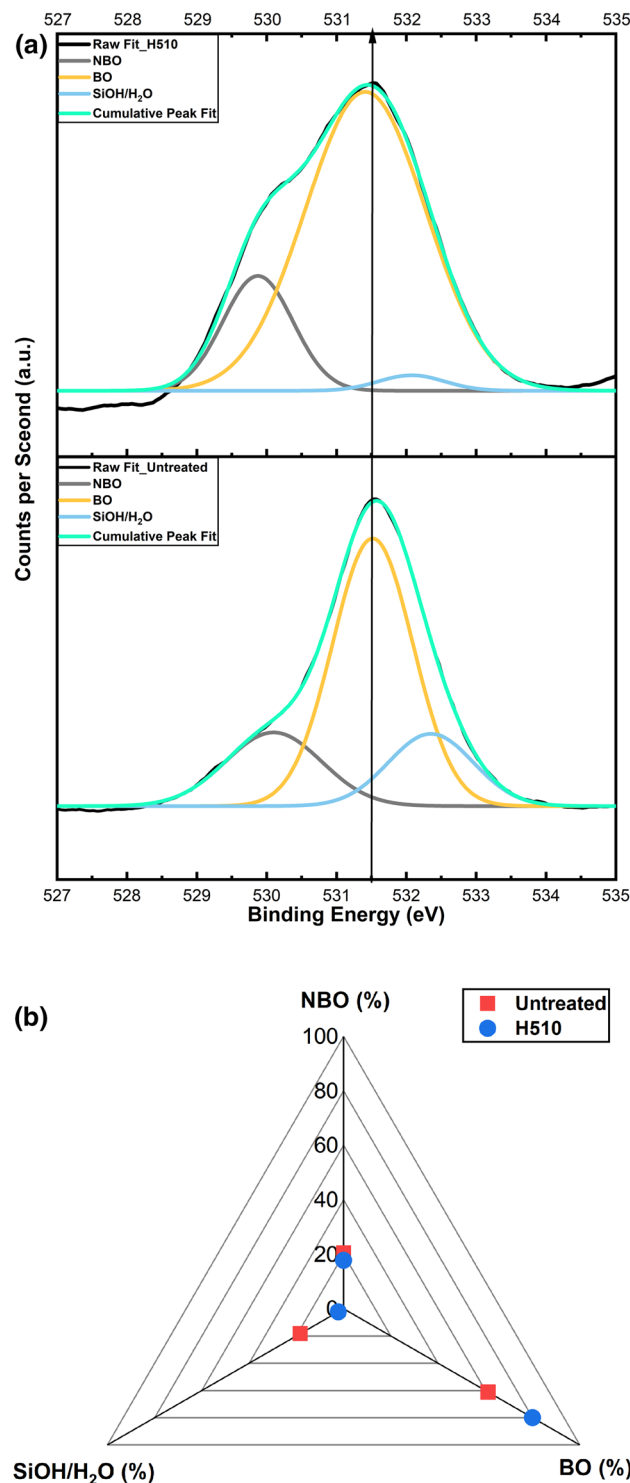 527 528 529 530 531 532 533 534 535
(a)
Raw Fit_H510
NBO
BO
SiOH/H₂O
Cumulative Peak Fit
Raw Fit_Untreated
NBO
BO
SiOH/H₂O
Cumulative Peak Fit
Counts per Sceond (a.u.)
527 528 529 530 531 532 533 534 535
Binding Energy (eV)
(b)
NBO (%)
Untreated
H510
100
80
60
40
20
0
SiOH/H₂O (%)
BO (%)